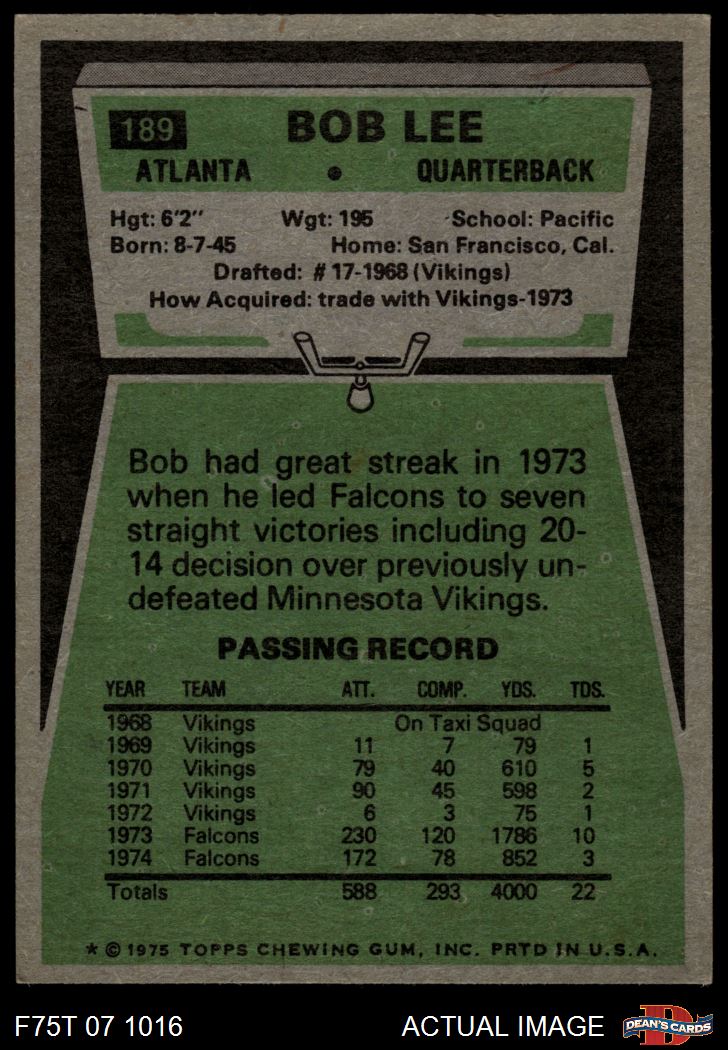 189 BOB LEE
ATLANTA • QUARTERBACK
Hgt: 6'2" Wgt: 195 School: Pacific
Born: 8-7-45 Home: San Francisco, Cal.
Drafted: #17-1968 (Vikings)
How Acquired: trade with Vikings-1973
Bob had great streak in 1973
when he led Falcons to seven
straight victories including 20-
14 decision over previously un-
defeated Minnesota Vikings.
PASSING RECORD
YEAR TEAM ATT. COMP. YDS. TDS.
1968 Vikings On Taxi Squad
1969 Vikings 11 7 79 1
1970 Vikings 79 40 610 5
1971 Vikings 90 45 598 2
1972 Vikings 6 3 75 1
1973 Falcons 230 120 1786 10
1974 Falcons 172 78 852 3
Totals 588 293 4000 22
* © 1975 TOPPS CHEWING GUM, INC. PRTD IN U.S.A.
F75T 07 1016 ACTUAL IMAGE D DEAN'S CARDS